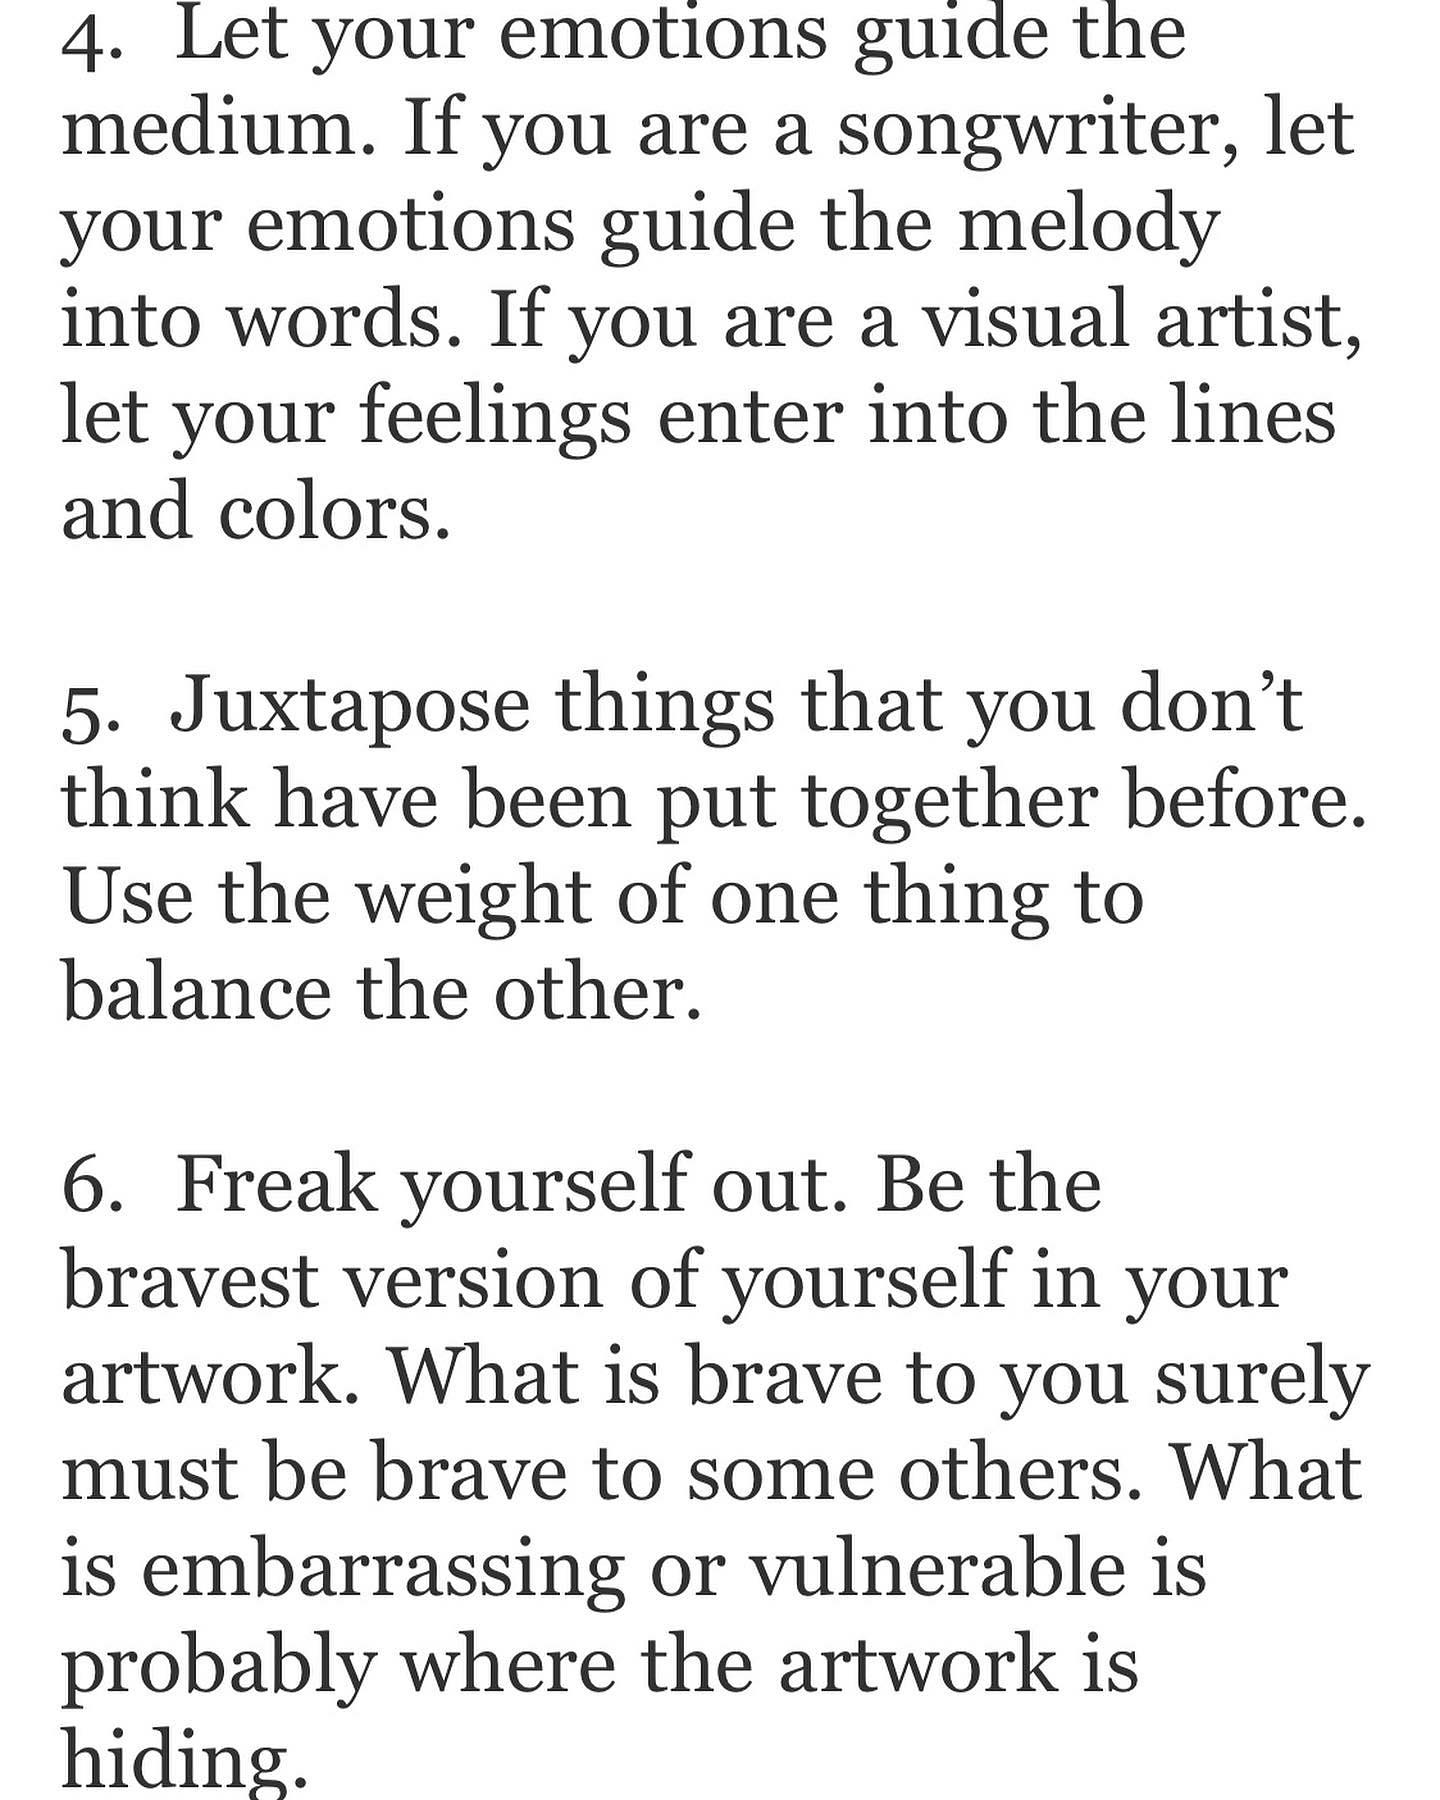 4. Let your emotions guide the
medium. If you are a songwriter, let
your emotions guide the melody
into words. If you are a visual artist,
let your feelings enter into the lines
and colors.
5. Juxtapose things that you don’t
think have been put together before.
Use the weight of one thing to
balance the other.
6. Freak yourself out. Be the
bravest version of yourself in your
artwork. What is brave to you surely
must be brave to some others. What
is embarrassing or vulnerable is
probably where the artwork is
hiding.